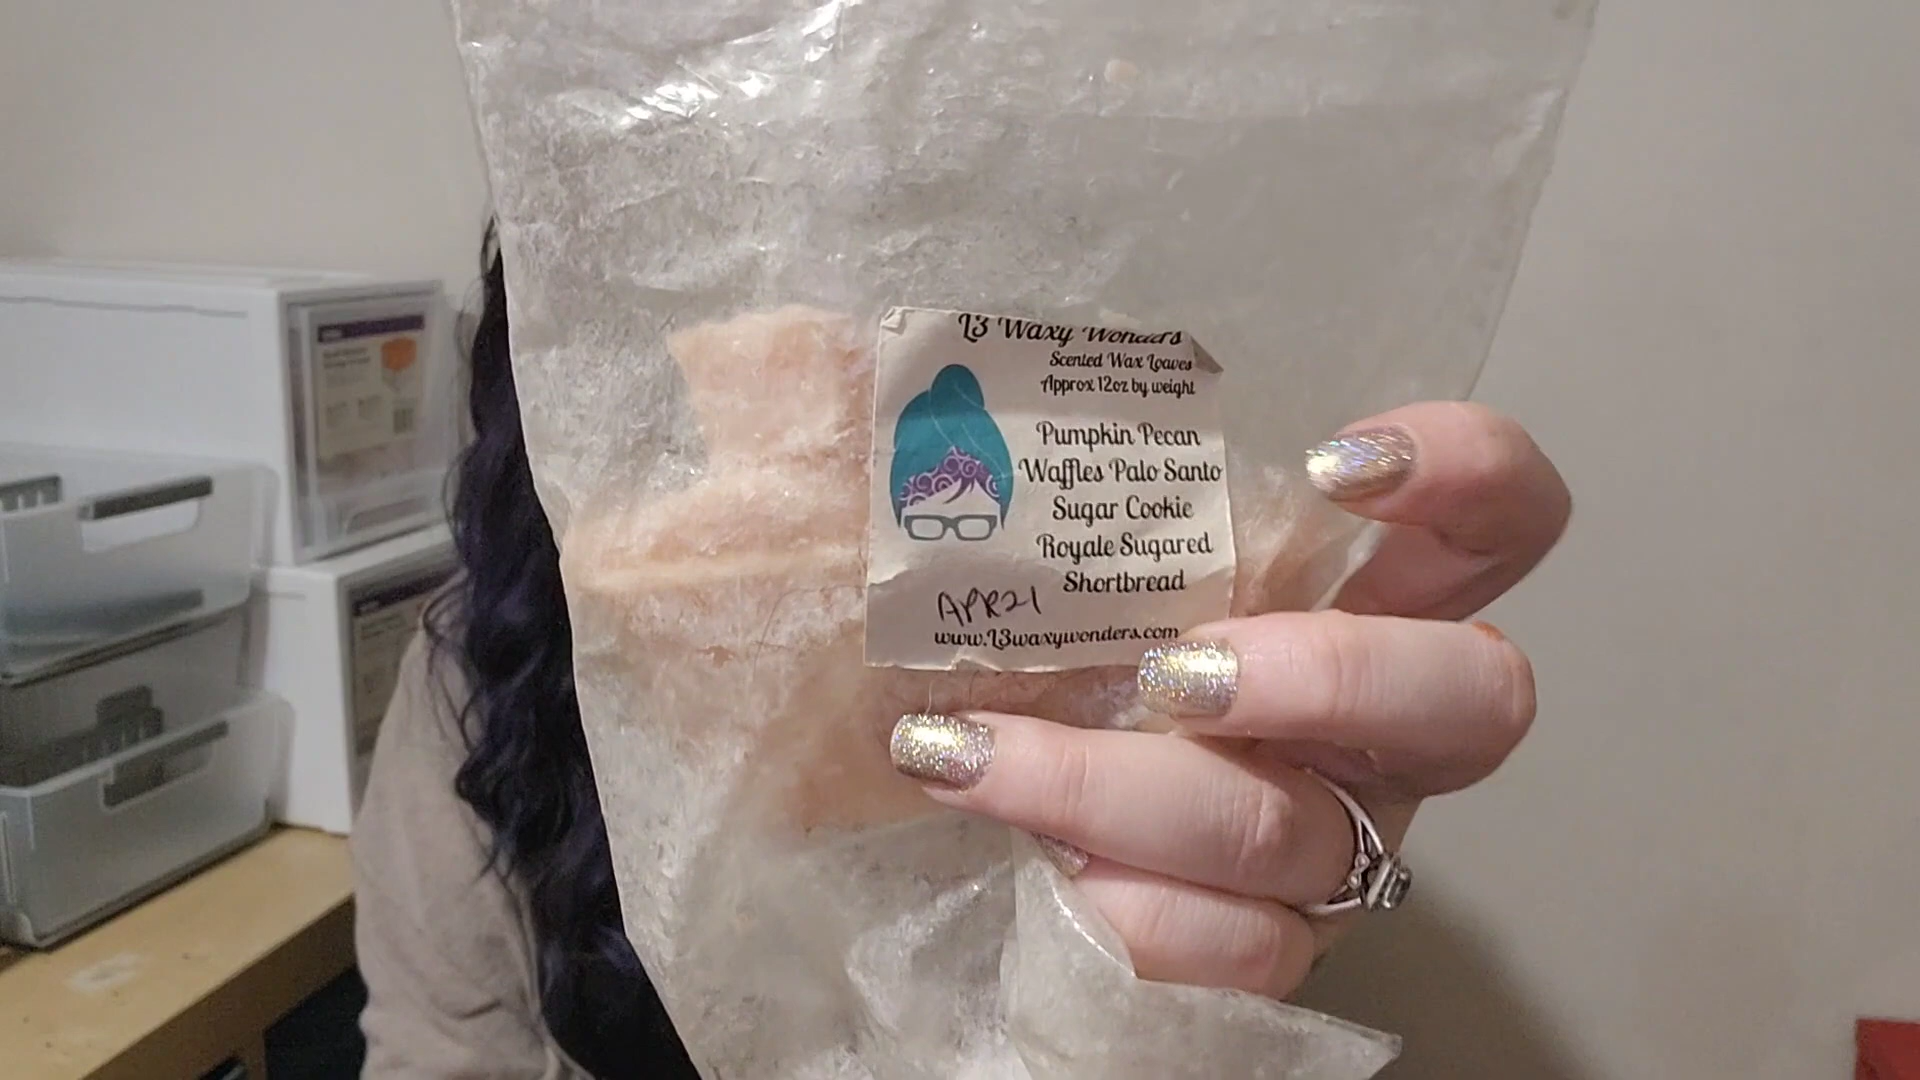 L3 Waxy Wonders
Scented Wax Loaves
Approx 12oz by weight
Pumpkin Pecan
Waffles Palo Santo
Sugar Cookie
Royale Sugared
Shortbread
APR21
www.L3waxywonders.com